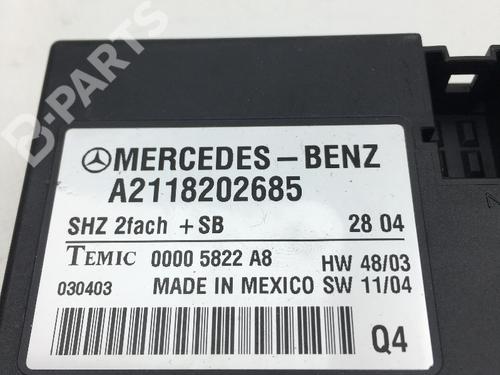 B-PARTS
MERCEDES-BENZ
A2118202685
SHZ 2fach + SB 28 04
TEMIC 0000 5822 A8 HW 48/03
030403 MADE IN MEXICO SW 11/04
Q4